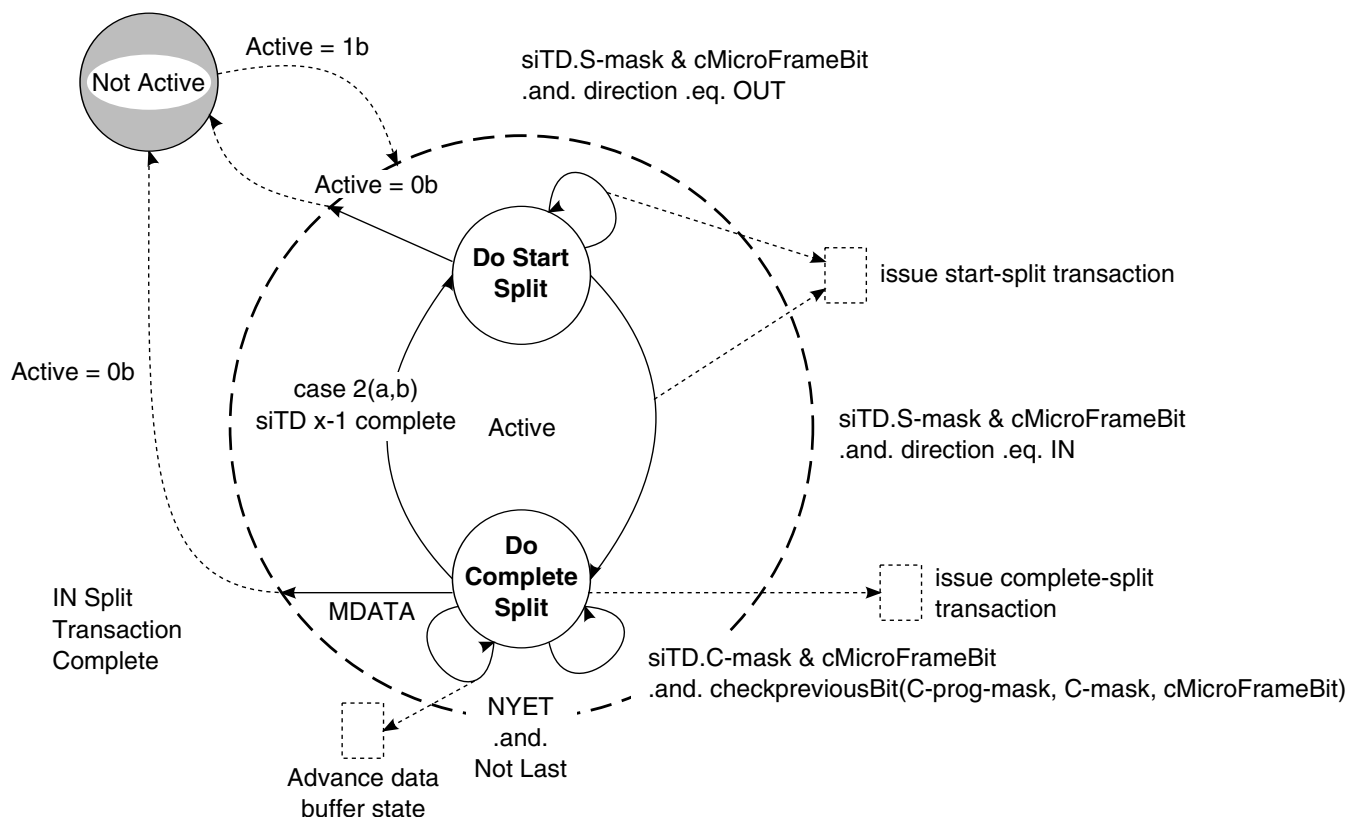 Active = 1b
siTD.S-mask & cMicroFrameBit
.and. direction .eq. OUT
Not Active
Active = 0b
Do Start
Split
issue start-split transaction
Active = 0b
case 2(a,b)
siTD x-1 complete
Active
siTD.S-mask & cMicroFrameBit
.and. direction .eq. IN
Do
Complete
Split
issue complete-split
transaction
MDATA
IN Split
Transaction
Complete
siTD.C-mask & cMicroFrameBit
.and. checkpreviousBit(C-prog-mask, C-mask, cMicroFrameBit)
NYET
.and.
Not Last
Advance data
buffer state